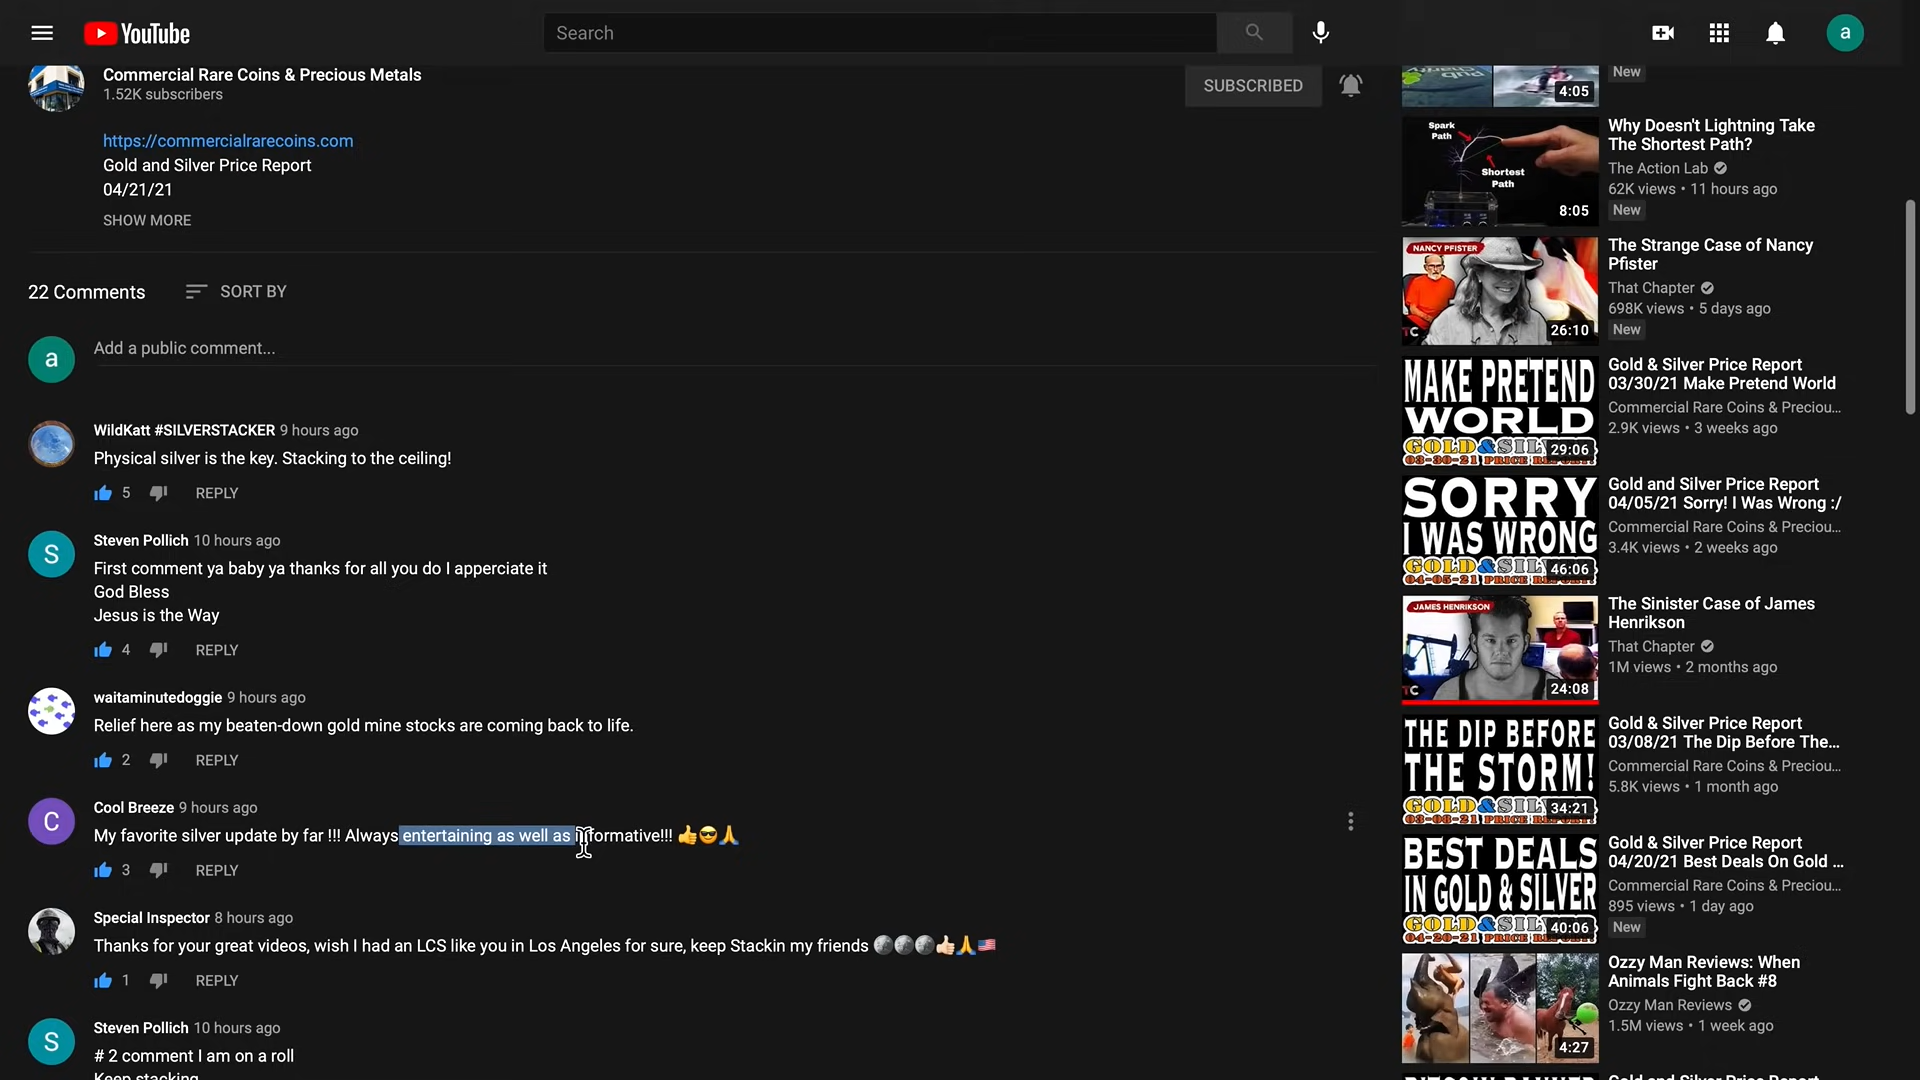 YouTube
Search
a
Commercial Rare Coins & Precious Metals
1.52K subscribers
SUBSCRIBED
https://commercialrarecoins.com
Gold and Silver Price Report
04/21/21
SHOW MORE
22 Comments
SORT BY
a
Add a public comment...
WildKatt #SILVERSTACKER 9 hours ago
Physical silver is the key. Stacking to the ceiling!
5
REPLY
S
Steven Pollich 10 hours ago
First comment ya baby ya thanks for all you do I apperciate it
God Bless
Jesus is the Way
4
REPLY
waitaminutedoggie 9 hours ago
Relief here as my beaten-down gold mine stocks are coming back to life.
2
REPLY
C
Cool Breeze 9 hours ago
My favorite silver update by far !!! Always entertaining as well as informative!!! 👍😎🙏
3
REPLY
Special Inspector 8 hours ago
Thanks for your great videos, wish I had an LCS like you in Los Angeles for sure, keep Stackin my friends 🌕🌕🌕👍🏻🙏🇺🇸
1
REPLY
S
Steven Pollich 10 hours ago
# 2 comment I am on a roll
Keep stacking
4:05
New
Spark
Path
Shortest
Path
8:05
Why Doesn't Lightning Take
The Shortest Path?
The Action Lab
62K views • 11 hours ago
New
NANCY PFISTER
TC
26:10
The Strange Case of Nancy
Pfister
That Chapter
698K views • 5 days ago
New
MAKE PRETEND
WORLD
GOLD&SIL
03-30-21 PRICE REP
29:06
Gold & Silver Price Report
03/30/21 Make Pretend World
Commercial Rare Coins & Preciou...
2.9K views • 3 weeks ago
SORRY
I WAS WRONG
GOLD&SIL
04-05-21 PRICE REPORT!
46:06
Gold and Silver Price Report
04/05/21 Sorry! I Was Wrong :/
Commercial Rare Coins & Preciou...
3.4K views • 2 weeks ago
JAMES HENRIKSON
TC
24:08
The Sinister Case of James
Henrikson
That Chapter
1M views • 2 months ago
THE DIP BEFORE
THE STORM!
GOLD&SIL
03-08-21 PRICE REPORT!
34:21
Gold & Silver Price Report
03/08/21 The Dip Before The...
Commercial Rare Coins & Preciou...
5.8K views • 1 month ago
BEST DEALS
IN GOLD & SILVER
GOLD&SIL
04-20-21 PRICE REPORT!
40:06
Gold & Silver Price Report
04/20/21 Best Deals On Gold ...
Commercial Rare Coins & Preciou...
895 views • 1 day ago
New
4:27
Ozzy Man Reviews: When
Animals Fight Back #8
Ozzy Man Reviews
1.5M views • 1 week ago
Gold and Silver Price Report